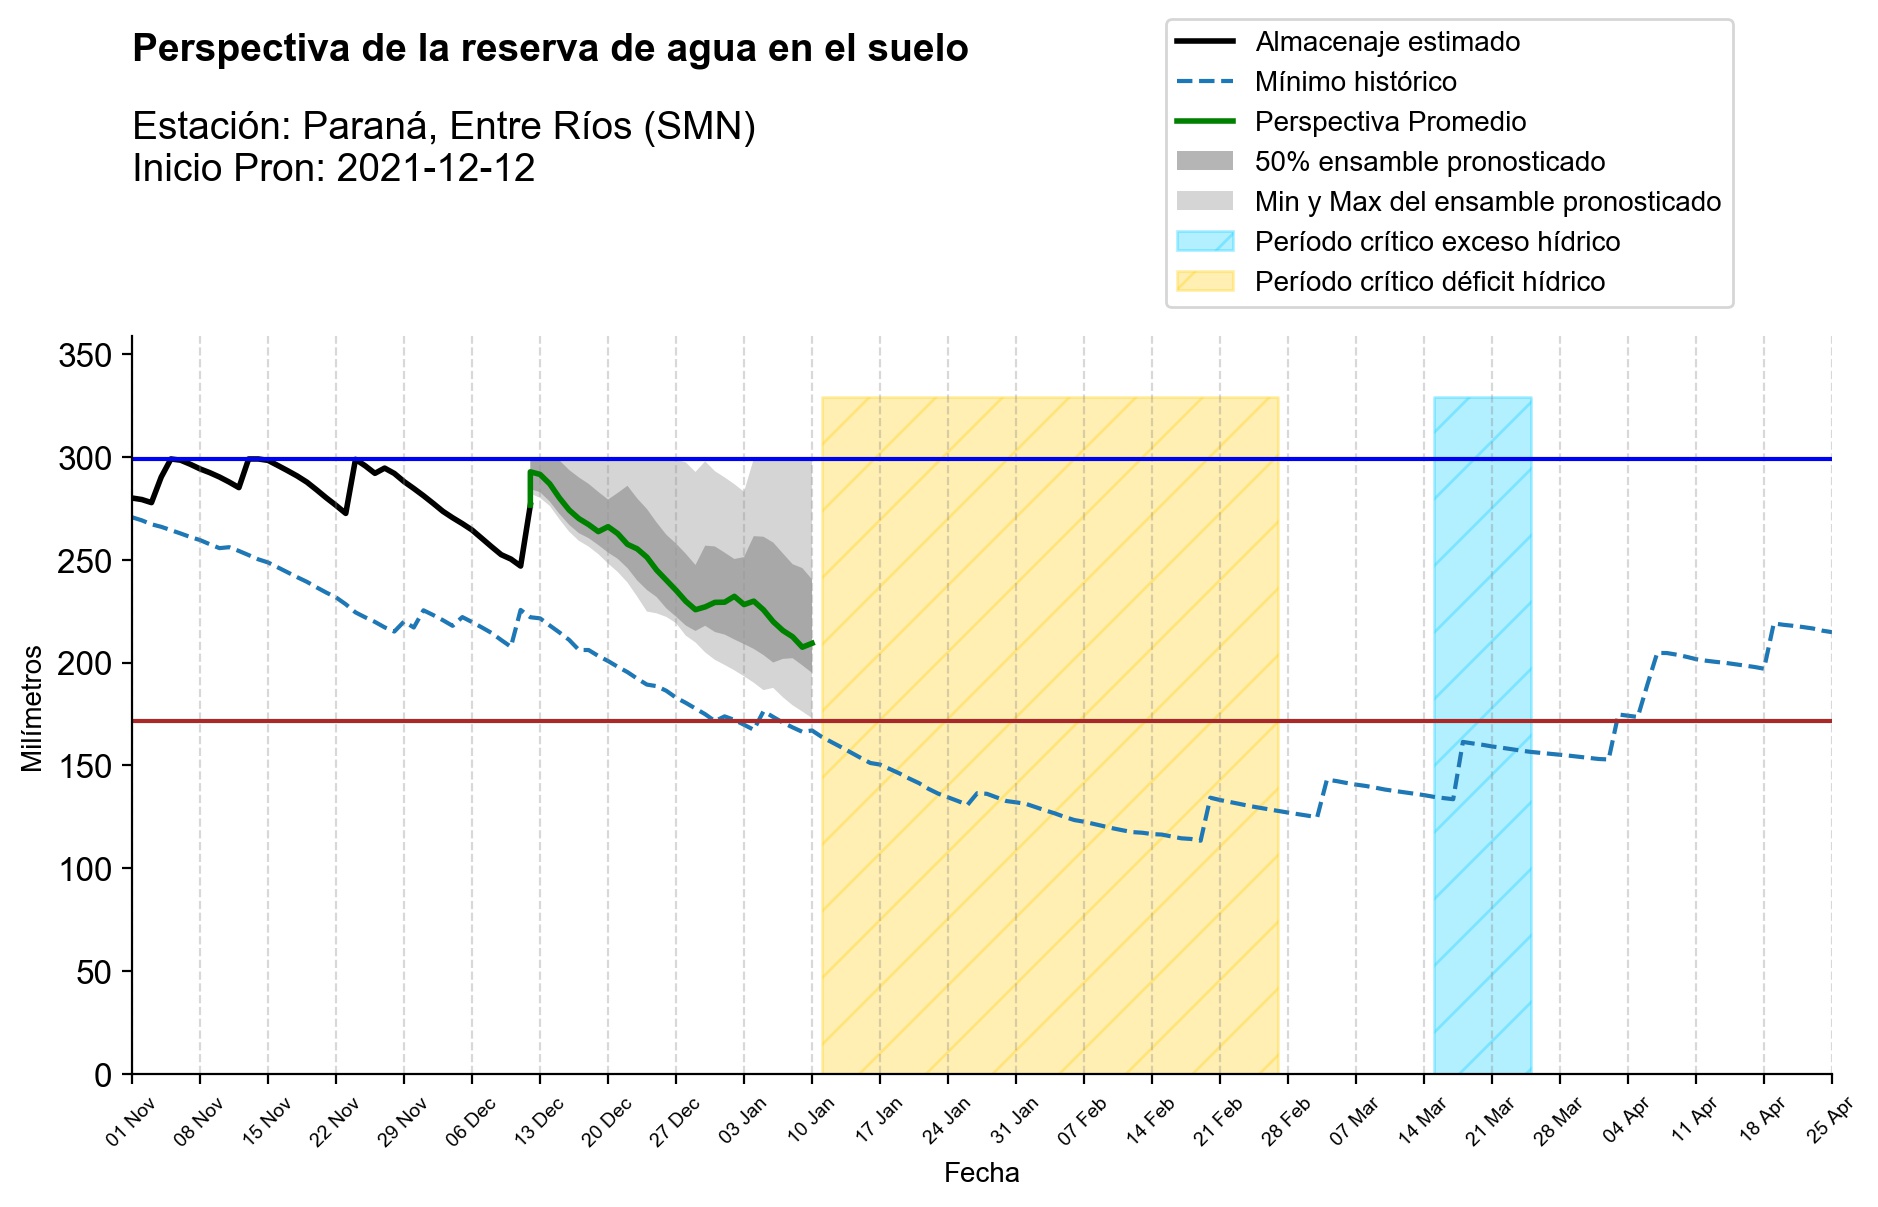 Perspectiva de la reserva de agua en el suelo
Estación: Paraná, Entre Ríos (SMN)
Inicio Pron: 2021-12-12
Almacenaje estimado
Mínimo histórico
Perspectiva Promedio
50% ensamble pronosticado
Min y Max del ensamble pronosticado
Período crítico exceso hídrico
Período crítico déficit hídrico
350
300
250
200
150
100
50
0
Milímetros
01 Nov
08 Nov
15 Nov
22 Nov
29 Nov
06 Dec
13 Dec
20 Dec
27 Dec
03 Jan
10 Jan
17 Jan
24 Jan
31 Jan
07 Feb
14 Feb
21 Feb
28 Feb
07 Mar
14 Mar
21 Mar
28 Mar
04 Apr
11 Apr
18 Apr
25 Apr
Fecha